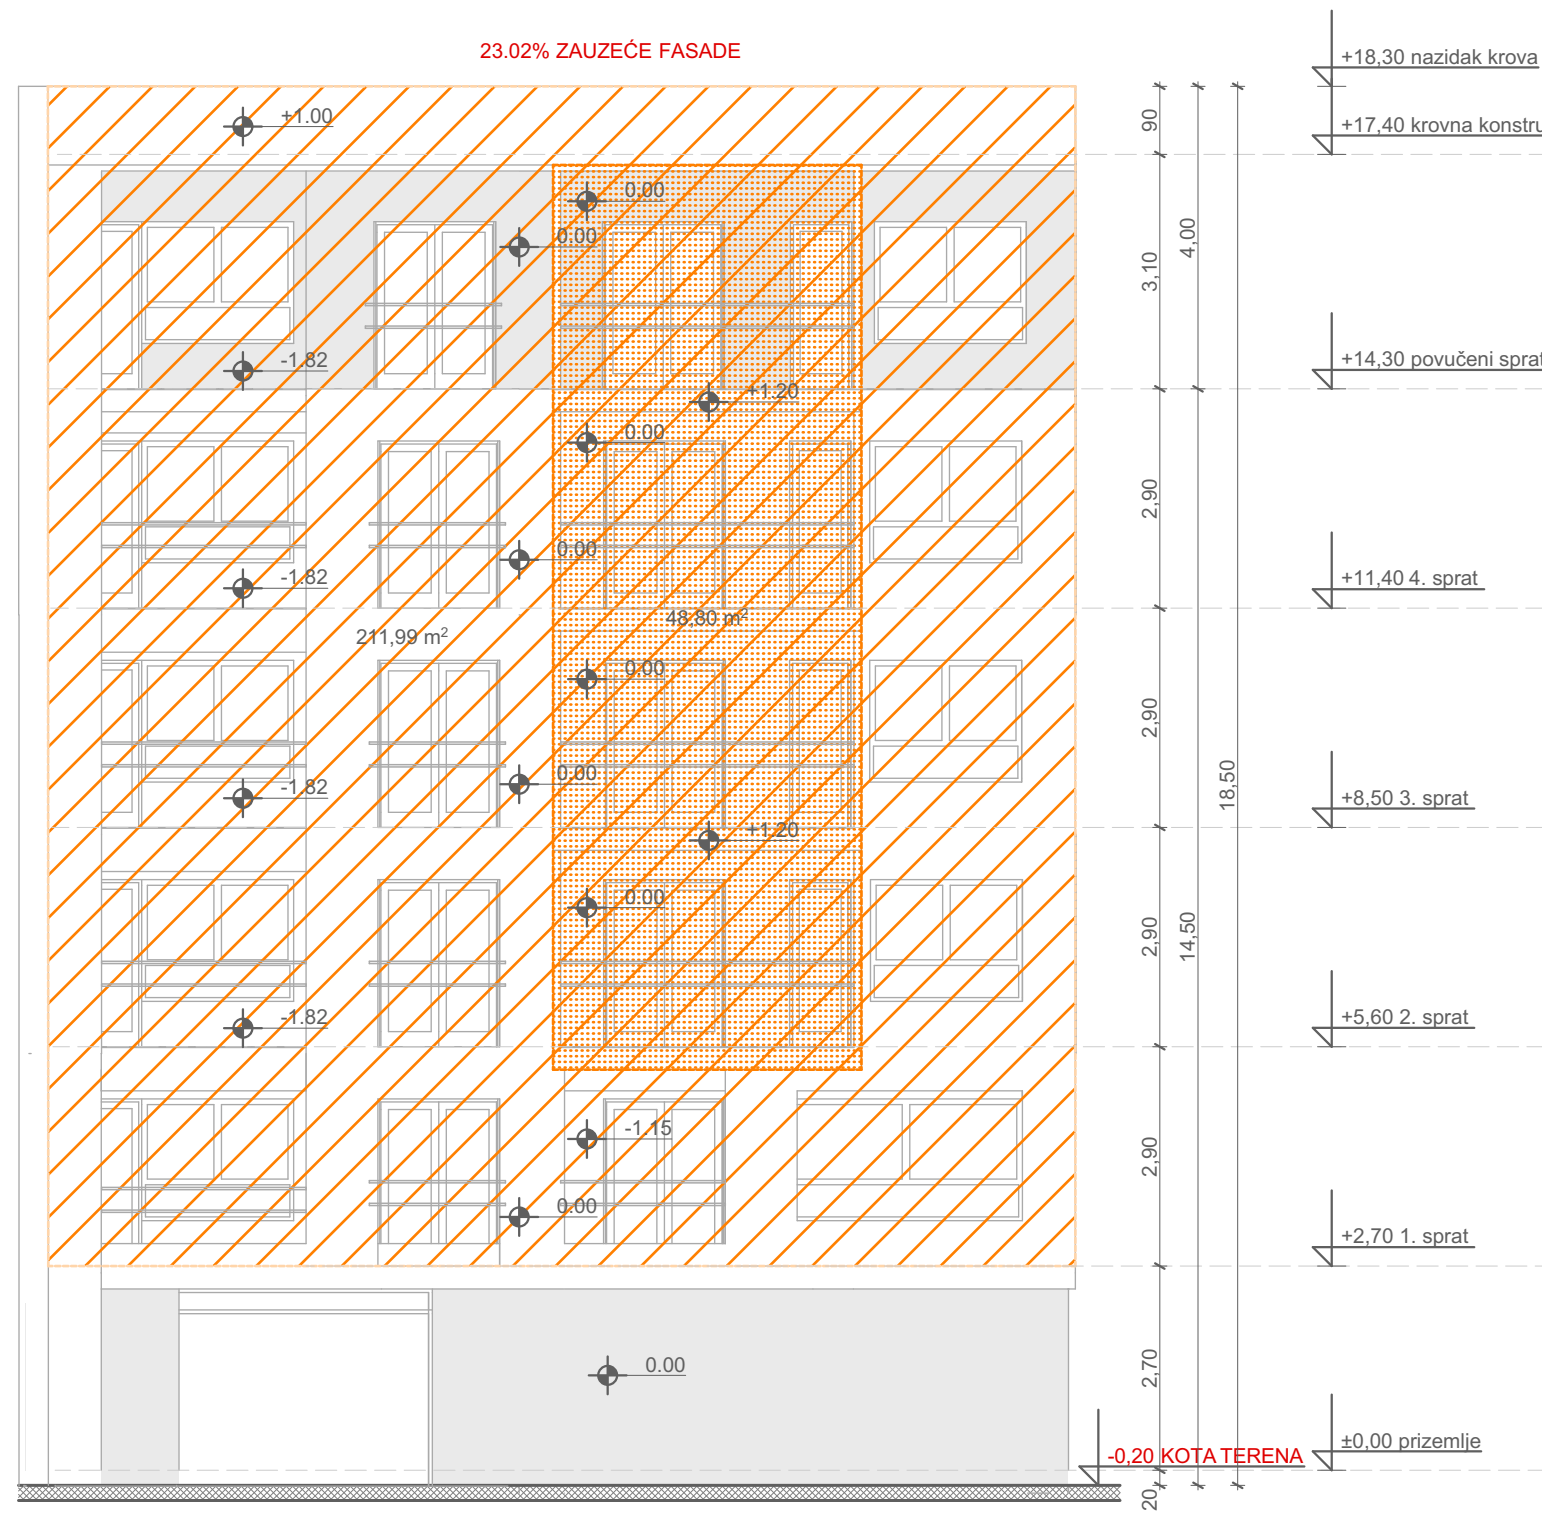 23.02% ZAUZEĆE FASADE
+18,30 nazidak krova
+1.00
90
+17,40 krovna konstru
0.00
0.00
4,00
3,10
-1.82
+14,30 povučeni sprat
+1.20
0.00
2,90
0.00
-1.82
+11,40 4. sprat
211,99 m²
48,80 m²
0.00
2,90
0.00
-1.82
18,50
+8,50 3. sprat
+1.20
0.00
2,90
14,50
-1.82
+5,60 2. sprat
-1.15
2,90
0.00
+2,70 1. sprat
0.00
2,70
±0,00 prizemlje
-0,20 KOTA TERENA
20